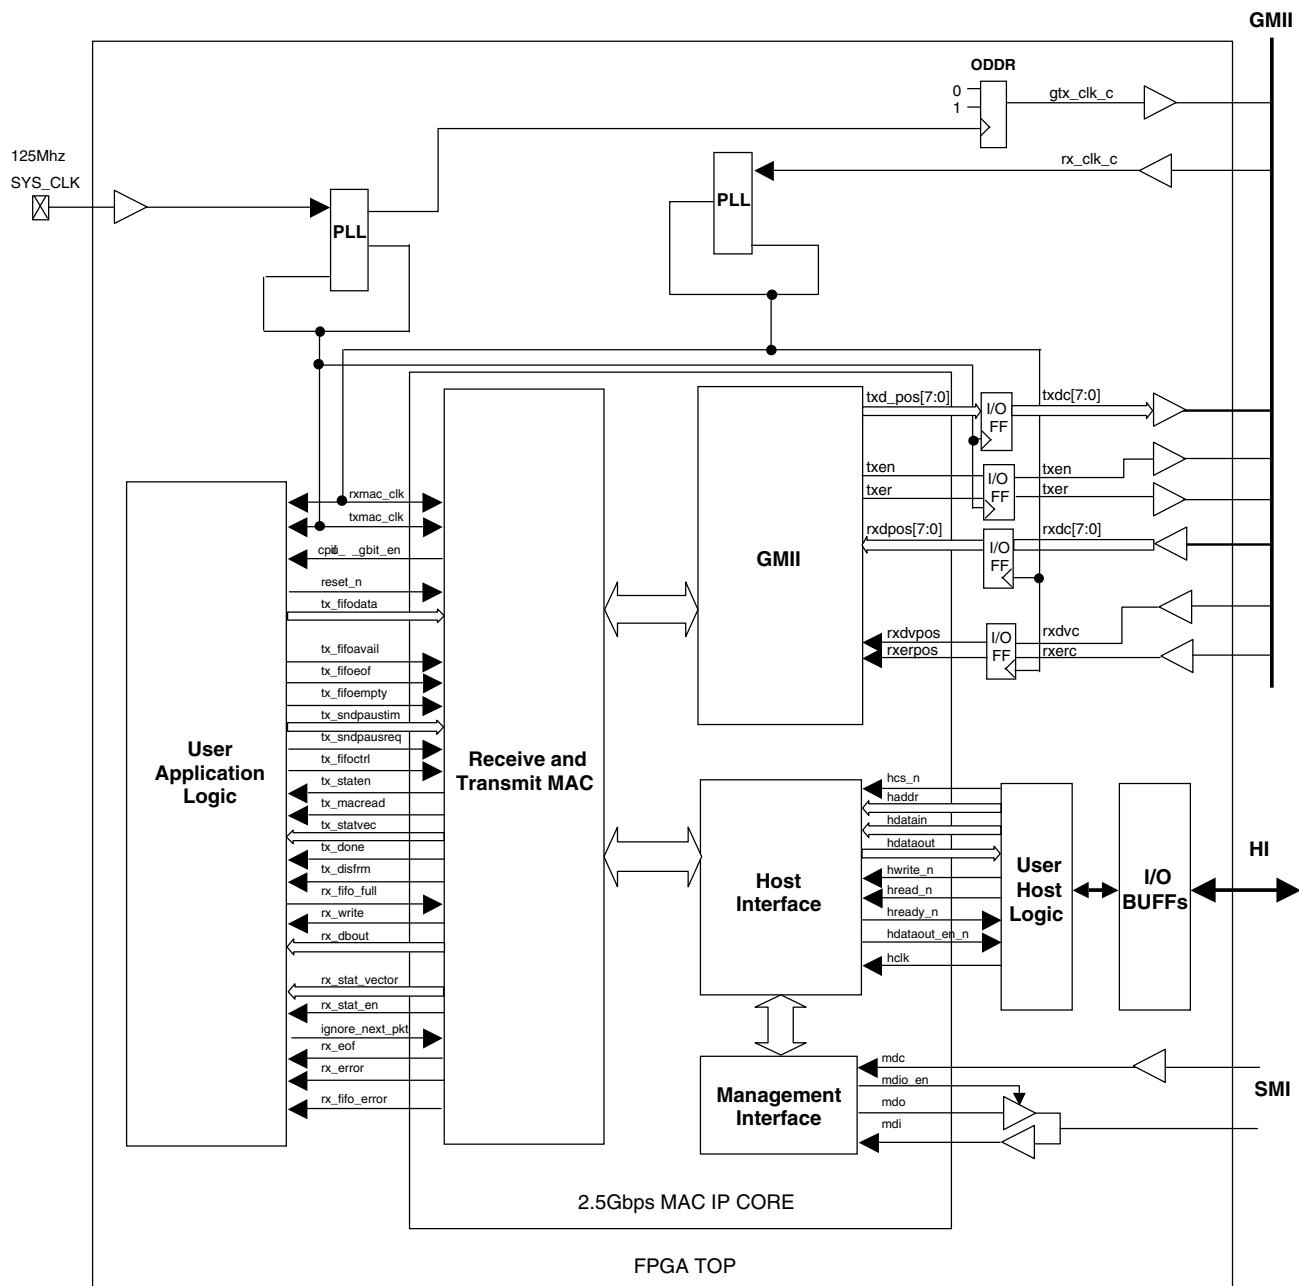 GMII
ODDR
0
1
gtx_clk_c
125Mhz
SYS_CLK
rx_clk_c
PLL
PLL
txd_pos[7:0]
I/O
FF
txdc[7:0]
txen
txer
I/O
FF
txen
txer
rxdpos[7:0]
I/O
FF
rxdc[7:0]
GMII
rxdvpos
rxerpos
I/O
FF
rxdvc
rxerc
rxmac_clk
txmac_clk
_gbit_en
reset_n
tx_fifodata
tx_fifoavail
tx_fifoeof
tx_fifoempty
tx_sndpaustim
tx_sndpausreq
tx_fifoctrl
tx_staten
tx_macread
tx_statvec
tx_done
tx_disfrm
rx_fifo_full
rx_write
rx_dbout
rx_stat_vector
rx_stat_en
ignore_next_pkt
rx_eof
rx_error
rx_fifo_error
User
Application
Logic
Receive and
Transmit MAC
hcs_n
haddr
hdatain
hdataout
hwrite_n
hread_n
hready_n
hdataout_en_n
hclk
Host
Interface
User
Host
Logic
I/O
BUFFs
HI
mdc
mdio_en
mdo
mdi
Management
Interface
SMI
2.5Gbps MAC IP CORE
FPGA TOP